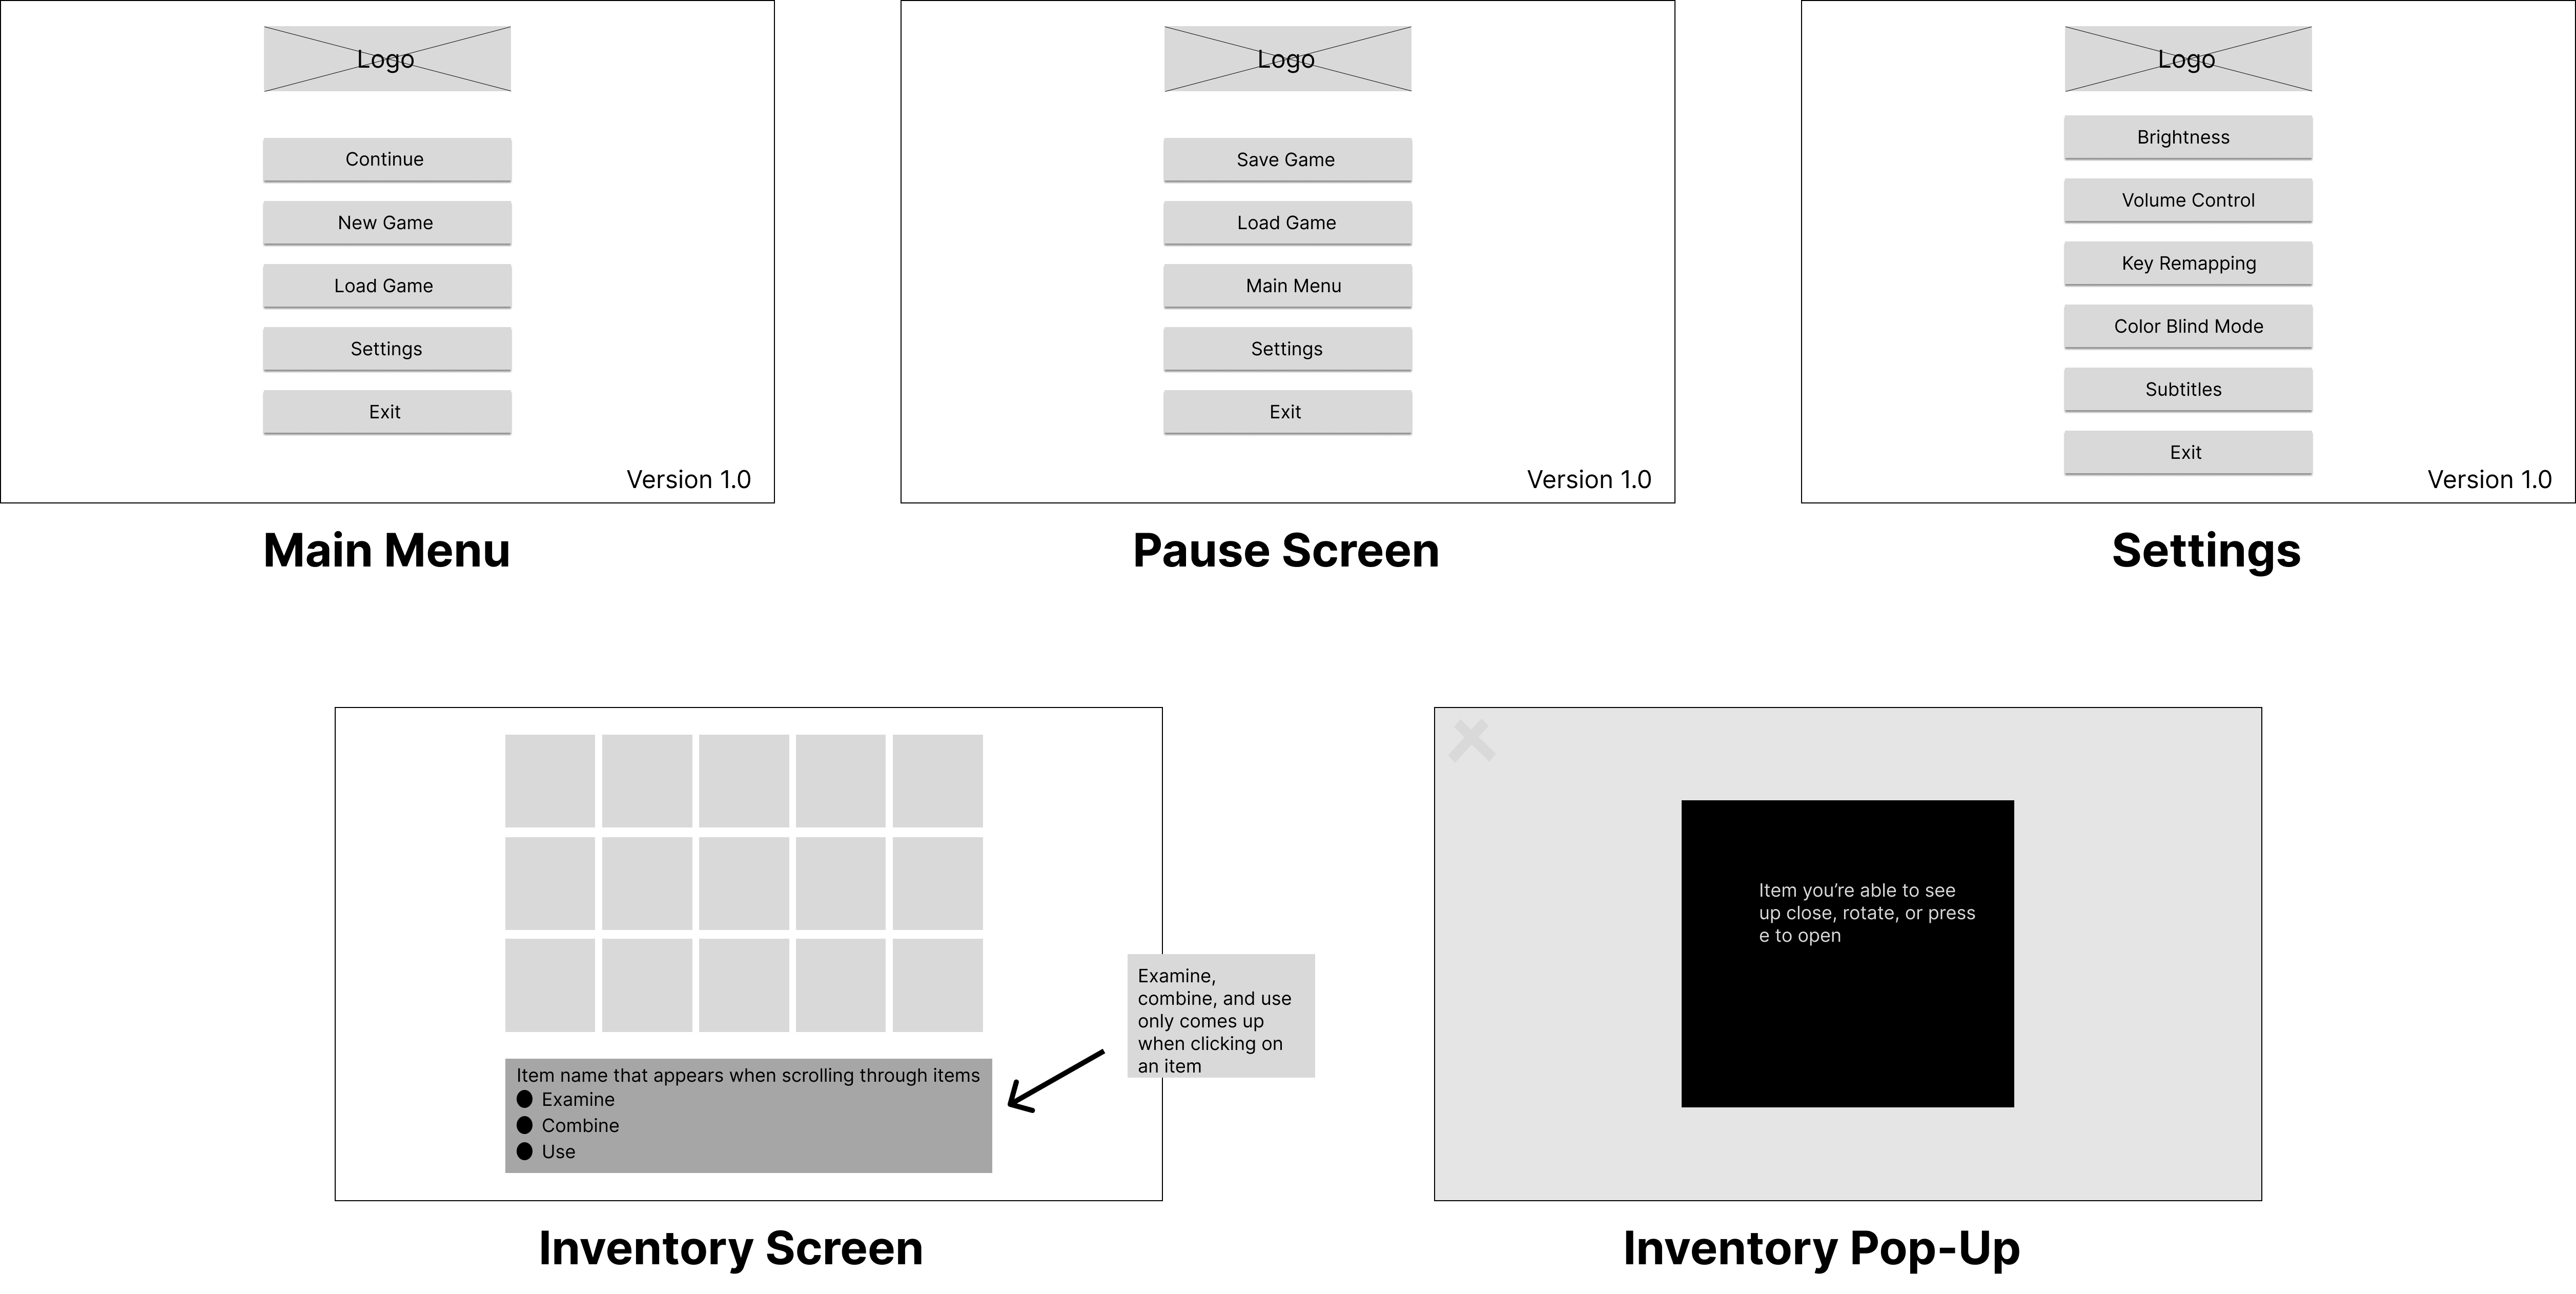 Logo
Continue
New Game
Load Game
Settings
Exit
Version 1.0
Main Menu
Logo
Save Game
Load Game
Main Menu
Settings
Exit
Version 1.0
Pause Screen
Logo
Brightness
Volume Control
Key Remapping
Color Blind Mode
Subtitles
Exit
Version 1.0
Settings
Item name that appears when scrolling through items
Examine
Combine
Use
Examine,
combine, and use
only comes up
when clicking on
an item
Inventory Screen
Item you’re able to see
up close, rotate, or press
e to open
Inventory Pop-Up